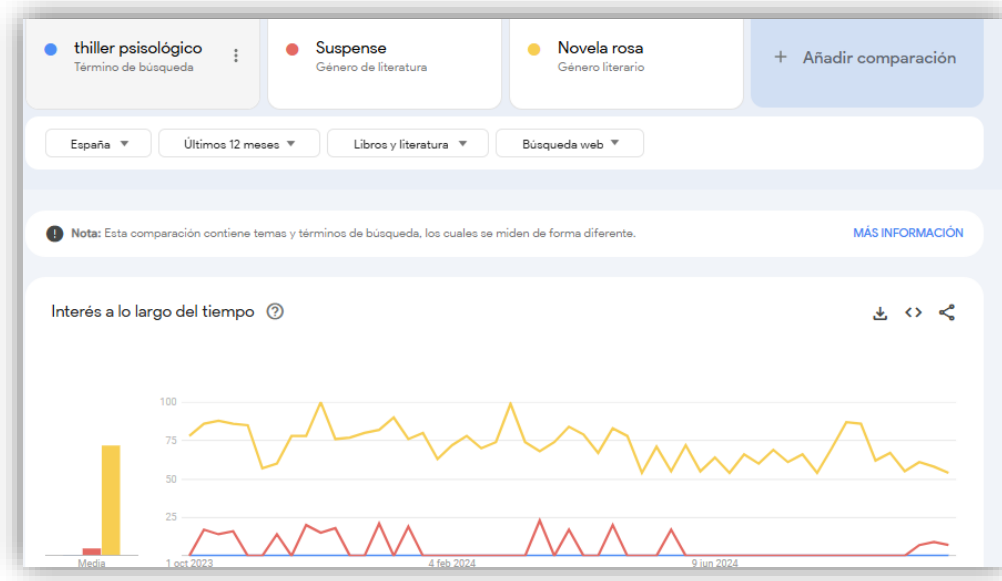 thiller psisológico
Término de búsqueda
Suspense
Género de literatura
Novela rosa
Género literario
+ Añadir comparación
España
Últimos 12 meses
Libros y literatura
Búsqueda web
Nota: Esta comparación contiene temas y términos de búsqueda, los cuales se miden de forma diferente.
MÁS INFORMACIÓN
Interés a lo largo del tiempo
100
75
50
25
Media
1 oct 2023
4 feb 2024
9 jun 2024